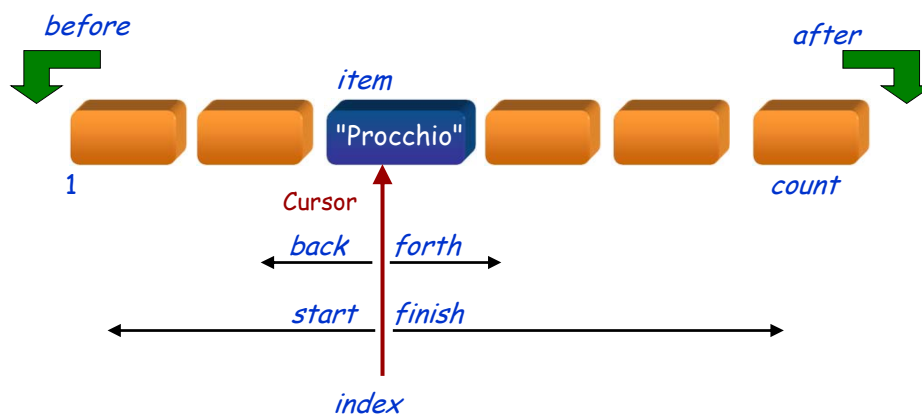 before
after
item
"Procchio"
1
count
Cursor
back forth
start finish
index